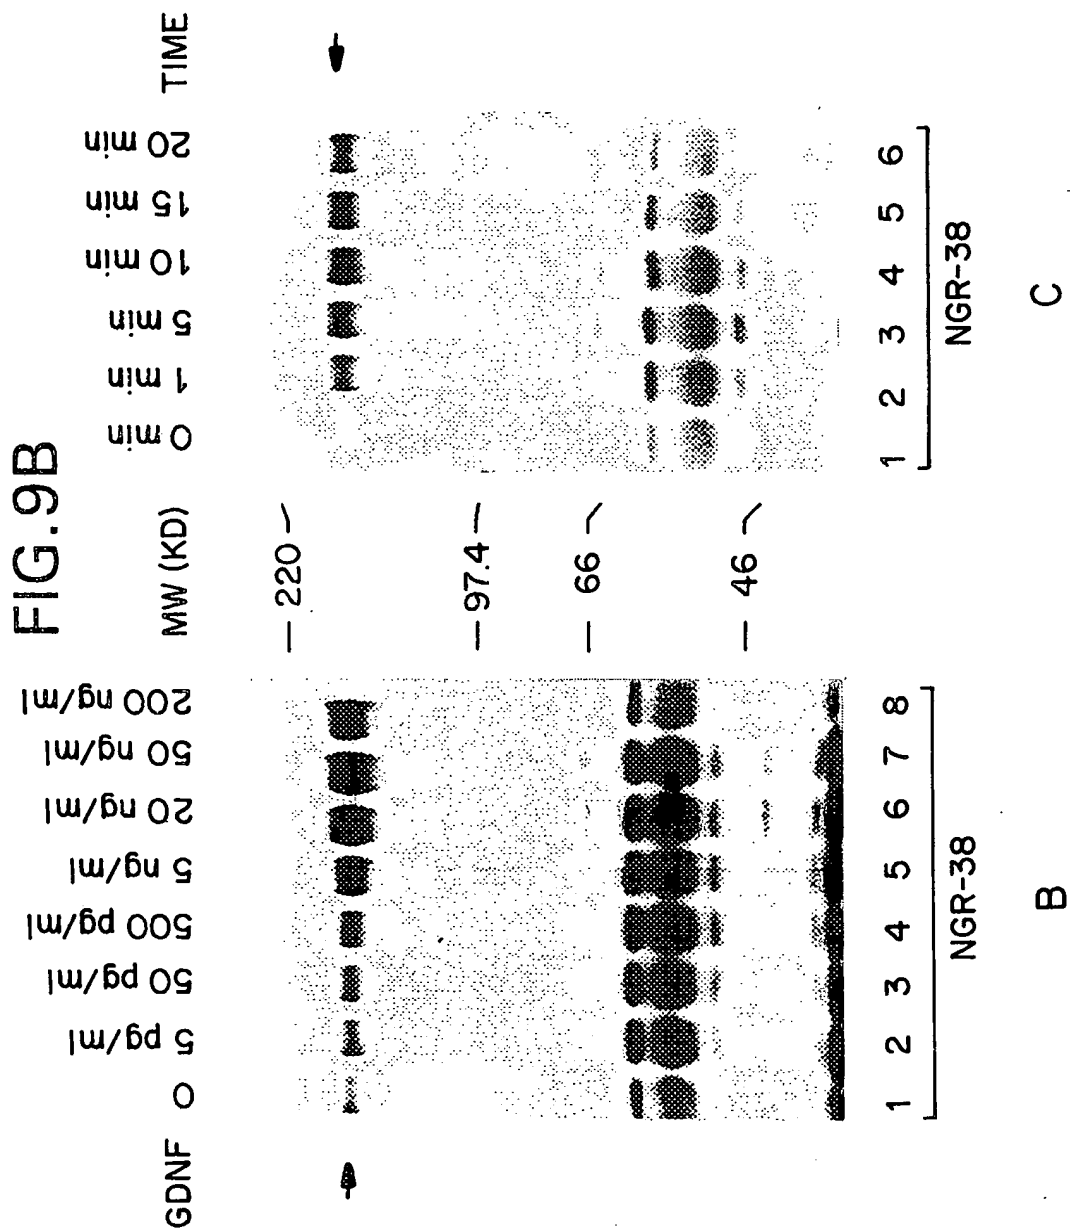 FIG.9B
GDNF 0 5 pg/ml 50 pg/ml 500 pg/ml 5 ng/ml 20 ng/ml 50 ng/ml 200 ng/ml
MW (KD)
0 min 1 min 5 min 10 min 15 min 20 min TIME
220
97.4
66
46
1 2 3 4 5 6 7 8
NGR-38
B
1 2 3 4 5 6
NGR-38
C